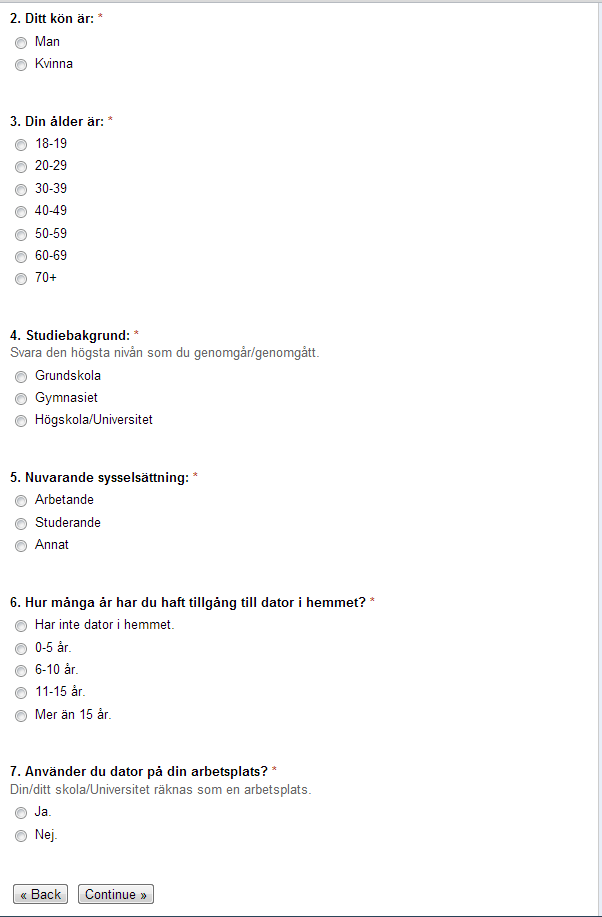 2. Ditt kön är: *
Man
Kvinna
3. Din ålder är: *
18-19
20-29
30-39
40-49
50-59
60-69
70+
4. Studiebakgrund: *
Svara den högsta nivån som du genomgår/genomgått.
Grundskola
Gymnasiet
Högskola/Universitet
5. Nuvarande sysselsättning: *
Arbetande
Studerande
Annat
6. Hur många år har du haft tillgång till dator i hemmet? *
Har inte dator i hemmet.
0-5 år.
6-10 år.
11-15 år.
Mer än 15 år.
7. Använder du dator på din arbetsplats? *
Din/ditt skola/Universitet räknas som en arbetsplats.
Ja.
Nej.
« Back Continue »